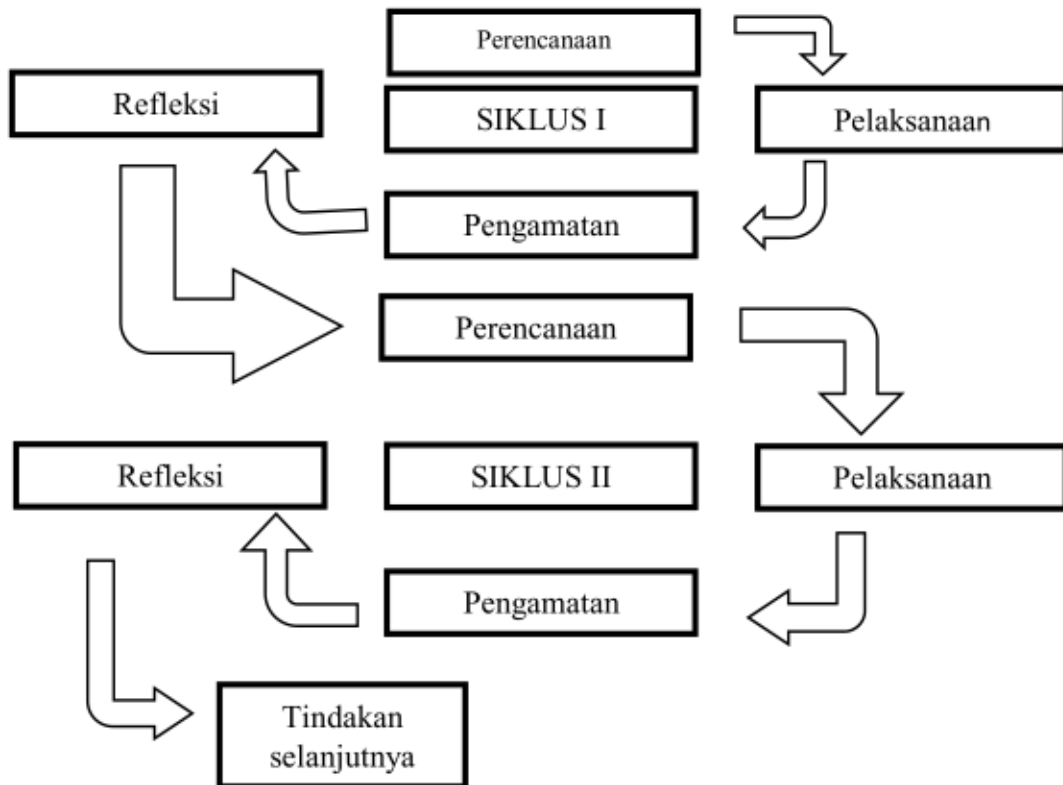 Perencanaan
Refleksi
SIKLUS I
Pelaksanaan
Pengamatan
Perencanaan
Refleksi
SIKLUS II
Pelaksanaan
Pengamatan
Tindakan
selanjutnya